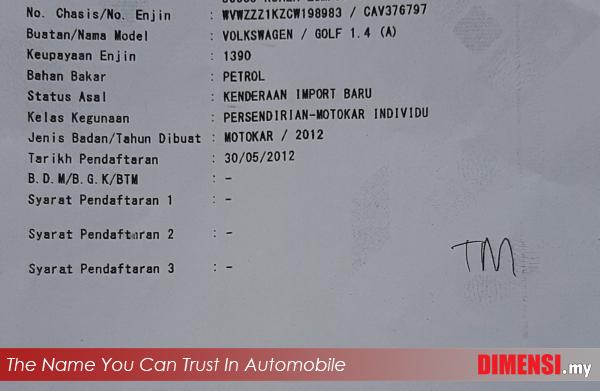 No. Chasis/No. Enjin : WVWZZZ1KZCW198983 / CAV376797
Buatan/Nama Model : VOLKSWAGEN / GOLF 1.4 (A)
Keupayaan Enjin : 1390
Bahan Bakar : PETROL
Status Asal : KENDERAAN IMPORT BARU
Kelas Kegunaan : PERSENDIRIAN-MOTOKAR INDIVIDU
Jenis Badan/Tahun Dibuat : MOTOKAR / 2012
Tarikh Pendaftaran : 30/05/2012
B.D.M/B.G.K/BTM : -
Syarat Pendaftaran 1 : -
Syarat Pendaftaran 2 : -
Syarat Pendaftaran 3 : -
TM
The Name You Can Trust In Automobile
DIMENSI.my